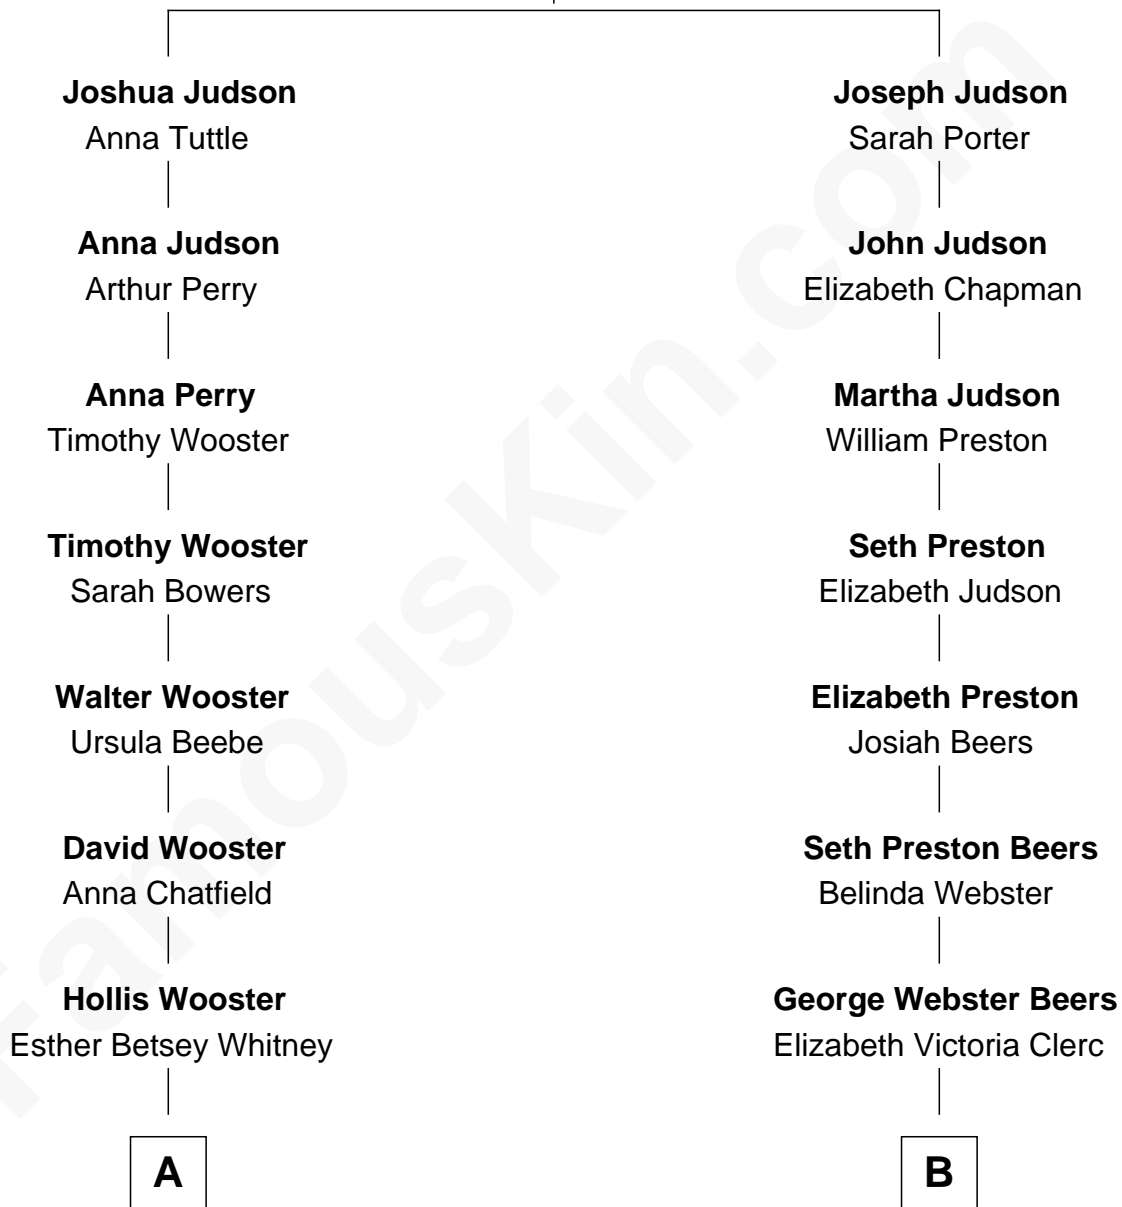 Joshua Judson
Anna Tuttle
Anna Judson
Arthur Perry
Anna Perry
Timothy Wooster
Timothy Wooster
Sarah Bowers
Walter Wooster
Ursula Beebe
David Wooster
Anna Chatfield
Hollis Wooster
Esther Betsey Whitney
A
Joseph Judson
Sarah Porter
John Judson
Elizabeth Chapman
Martha Judson
William Preston
Seth Preston
Elizabeth Judson
Elizabeth Preston
Josiah Beers
Seth Preston Beers
Belinda Webster
George Webster Beers
Elizabeth Victoria Clerc
B
FamousKin.com